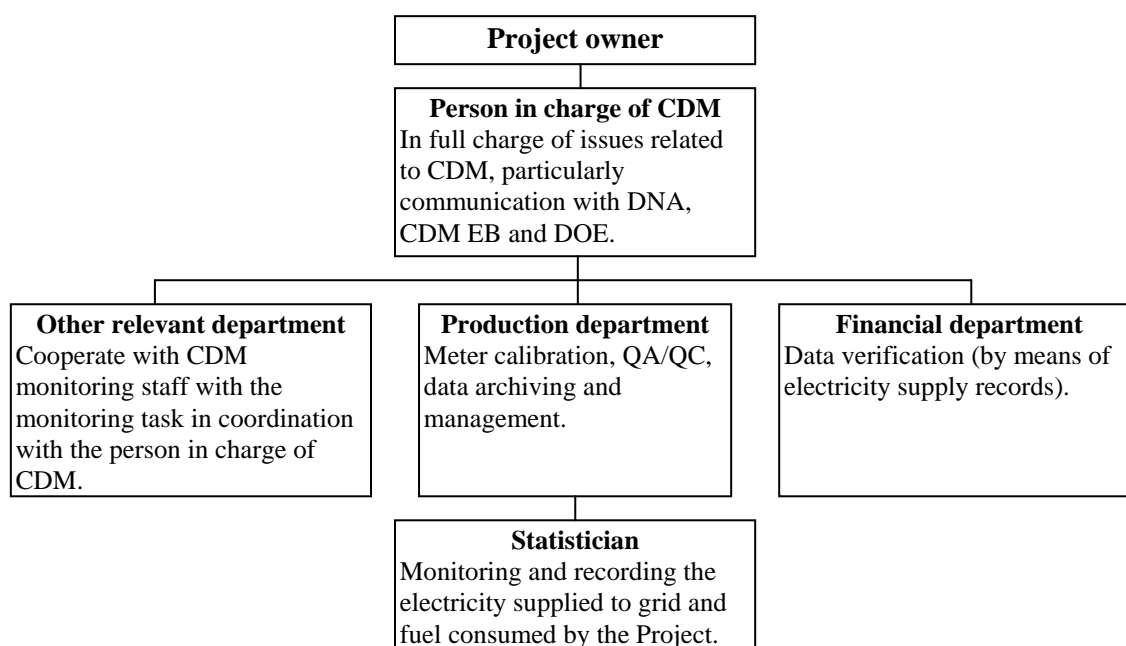 Project owner
Person in charge of CDM
In full charge of issues related
to CDM, particularly
communication with DNA,
CDM EB and DOE.
Other relevant department
Cooperate with CDM
monitoring staff with the
monitoring task in coordination
with the person in charge of
CDM.
Production department
Meter calibration, QA/QC,
data archiving and
management.
Financial department
Data verification (by means of
electricity supply records).
Statistician
Monitoring and recording the
electricity supplied to grid and
fuel consumed by the Project.